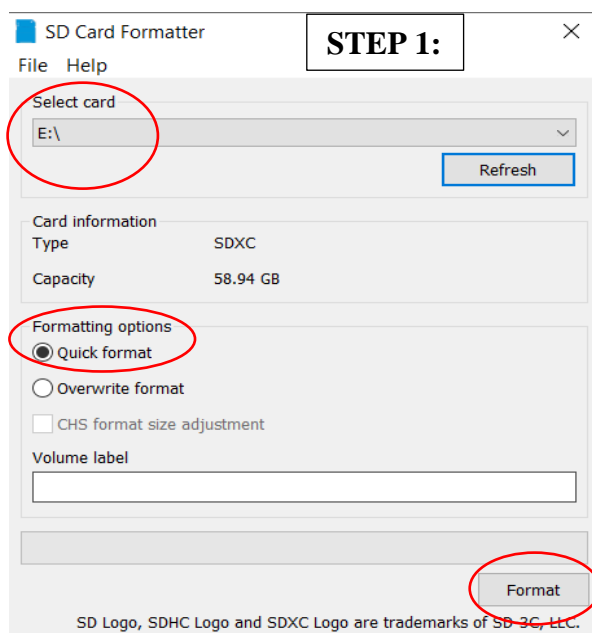 SD Card Formatter
STEP 1:
File Help
Select card
E:\
Refresh
Card information
Type SDXC
Capacity 58.94 GB
Formatting options
Quick format
Overwrite format
CHS format size adjustment
Volume label
Format
SD Logo, SDHC Logo and SDXC Logo are trademarks of SD-3C, LLC.